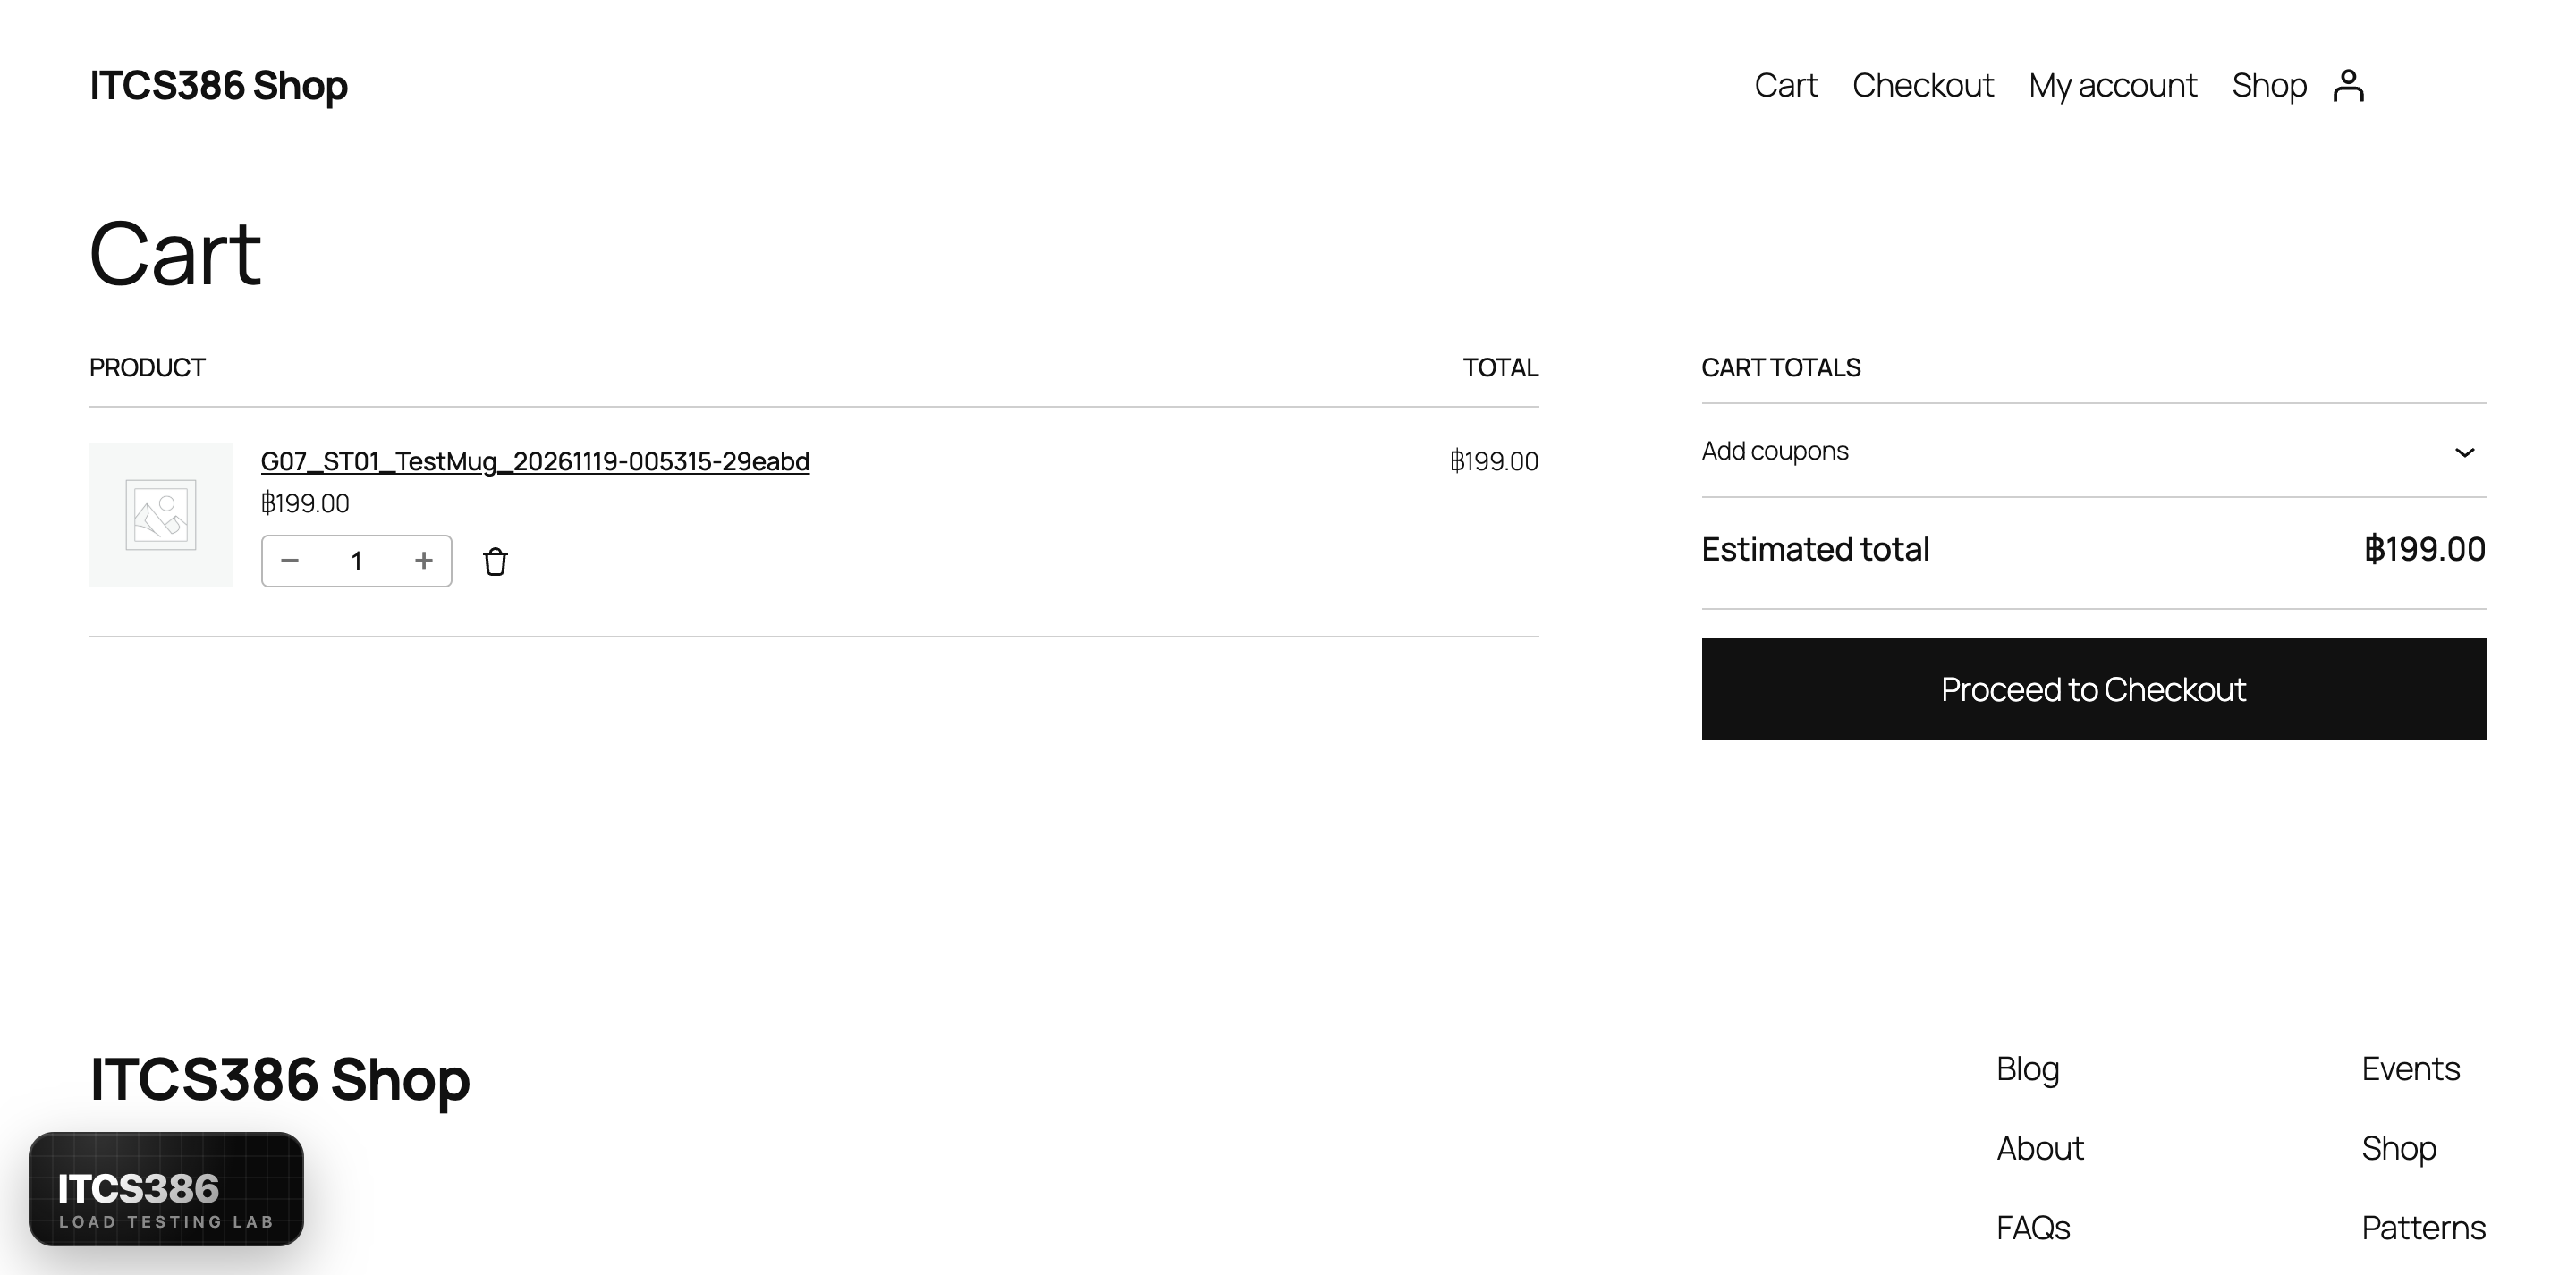 ITCS386 Shop
Cart Checkout My account Shop
Cart
PRODUCT TOTAL
G07_ST01_TestMug_20261119-005315-29eabd ฿199.00
฿199.00
− 1 +
CART TOTALS
Add coupons
Estimated total ฿199.00
Proceed to Checkout
ITCS386 Shop
Blog Events
About Shop
FAQs Patterns
ITCS386
LOAD TESTING LAB